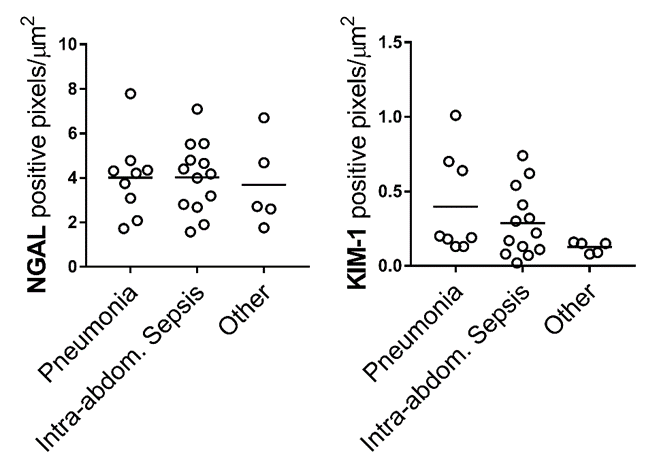 NGAL positive pixels/μm2
10
8
6
4
2
0
Pneumonia
Intra-abdom. Sepsis
Other
KIM-1 positive pixels/μm2
1.5
1.0
0.5
0.0
Pneumonia
Intra-abdom. Sepsis
Other